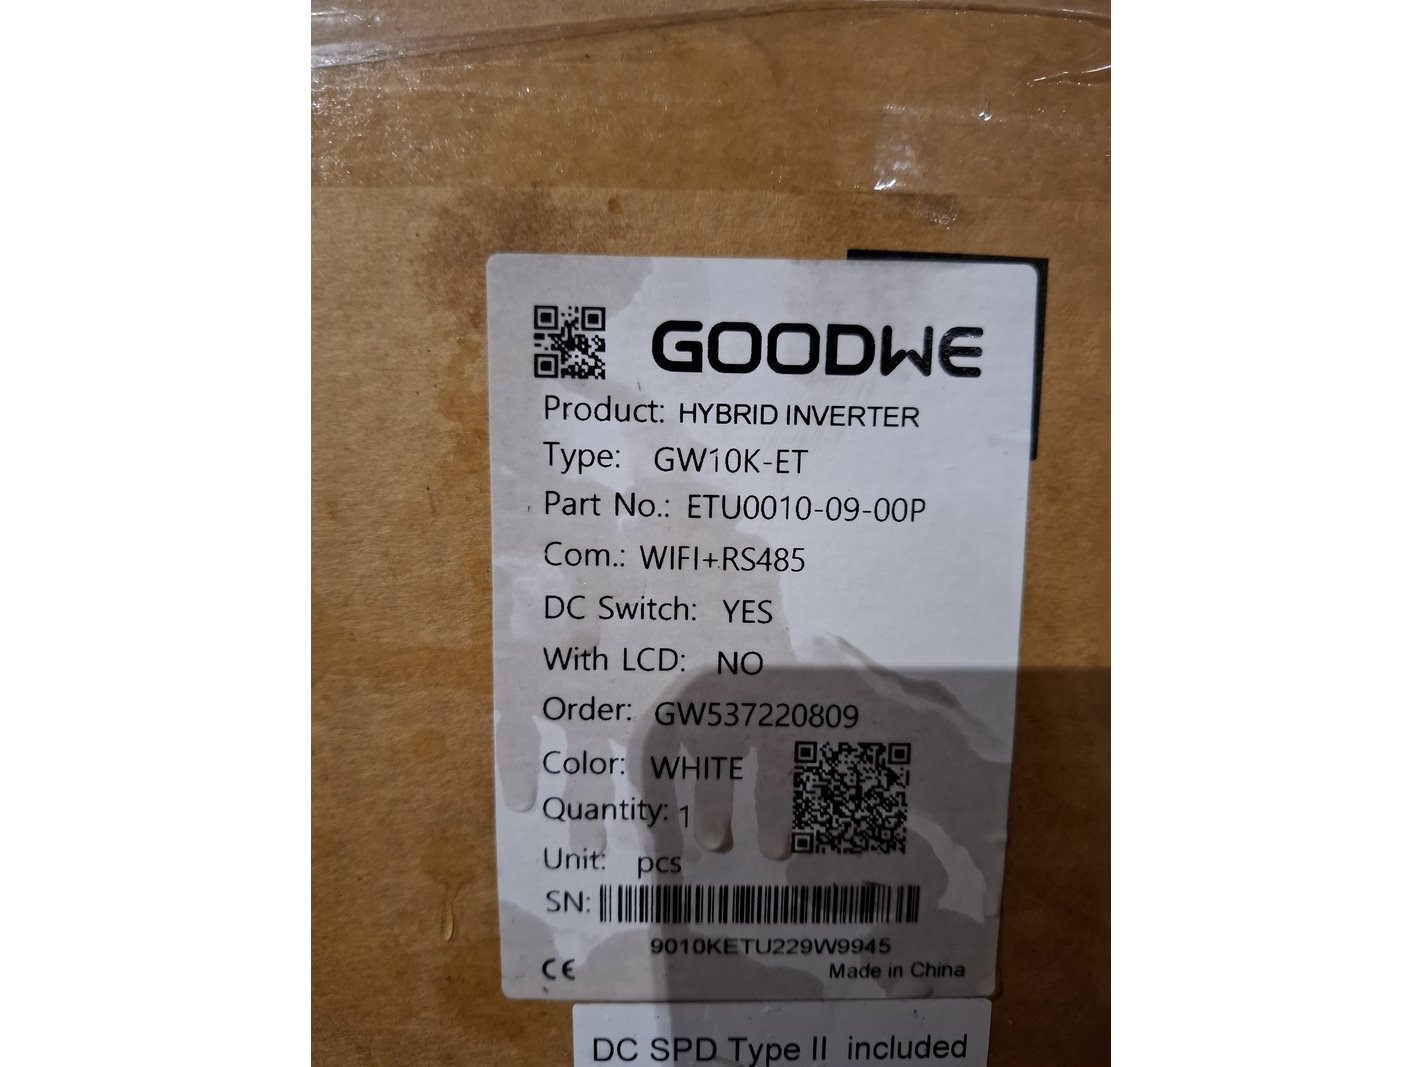 GOODWE
Product: HYBRID INVERTER
Type: GW10K-ET
Part No.: ETU0010-09-00P
Com.: WIFI+RS485
DC Switch: YES
With LCD: NO
Order: GW537220809
Color: WHITE
Quantity: 1
Unit: pcs
SN:
9010KETU229W9945
CE
Made in China
DC SPD Type II included